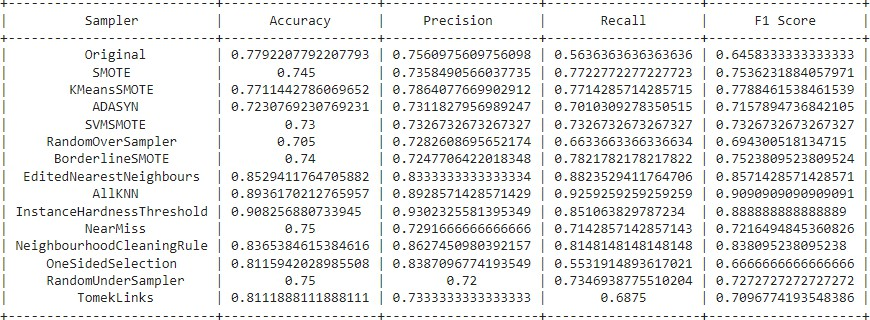 +------------------------+--------------------+--------------------+--------------------+--------------------+
| Sampler | Accuracy | Precision | Recall | F1 Score |
+------------------------+--------------------+--------------------+--------------------+--------------------+
| Original | 0.7792207792207793 | 0.7560975609756098 | 0.5636363636363636 | 0.6458333333333333 |
| SMOTE | 0.745 | 0.7358490566037735 | 0.7722772277227723 | 0.7536231884057971 |
| KMeansSMOTE | 0.7711442786069652 | 0.7864077669902912 | 0.7714285714285715 | 0.7788461538461539 |
| ADASYN | 0.7230769230769231 | 0.7311827956989247 | 0.7010309278350515 | 0.7157894736842105 |
| SVMSMOTE | 0.73 | 0.7326732673267327 | 0.7326732673267327 | 0.7326732673267327 |
| RandomOverSampler | 0.705 | 0.7282608695652174 | 0.6633663366336634 | 0.694300518134715 |
| BorderlineSMOTE | 0.74 | 0.7247706422018348 | 0.7821782178217822 | 0.7523809523809524 |
| EditedNearestNeighbours | 0.8529411764705882 | 0.8333333333333334 | 0.8823529411764706 | 0.8571428571428571 |
| AllKNN | 0.8936170212765957 | 0.8928571428571429 | 0.9259259259259259 | 0.9090909090909091 |
| InstanceHardnessThreshold | 0.908256880733945 | 0.9302325581395349 | 0.851063829787234 | 0.888888888888889 |
| NearMiss | 0.75 | 0.7291666666666666 | 0.7142857142857143 | 0.7216494845360826 |
| NeighbourhoodCleaningRule | 0.8365384615384616 | 0.8627450980392157 | 0.8148148148148148 | 0.838095238095238 |
| OneSidedSelection | 0.8115942028985508 | 0.8387096774193549 | 0.5531914893617021 | 0.6666666666666666 |
| RandomUnderSampler | 0.75 | 0.72 | 0.7346938775510204 | 0.7272727272727272 |
| TomekLinks | 0.8111888111888111 | 0.7333333333333333 | 0.6875 | 0.7096774193548386 |
+------------------------+--------------------+--------------------+--------------------+--------------------+